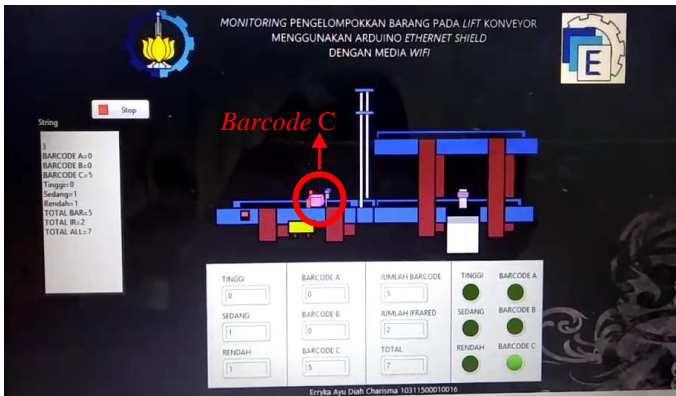 MONITORING PENGELOMPOKKAN BARANG PADA LIFT KONVEYOR
MENGGUNAKAN ARDUINO ETHERNET SHIELD
DENGAN MEDIA WIFI
E
Stop
String
3
BARCODE A=0
BARCODE B=0
BARCODE C=5
Tinggi=0
Sedang=1
Rendah=1
TOTAL BAR=5
TOTAL IR=2
TOTAL ALL=7
Barcode C
TINGGI
0
SEDANG
1
RENDAH
1
BARCODE A
0
BARCODE B
0
BARCODE C
5
JUMLAH BARCODE
5
JUMLAH IFRARED
2
TOTAL
7
TINGGI
BARCODE A
SEDANG
BARCODE B
RENDAH
BARCODE C
Erryka Ayu Diah Charisma 10311500010016